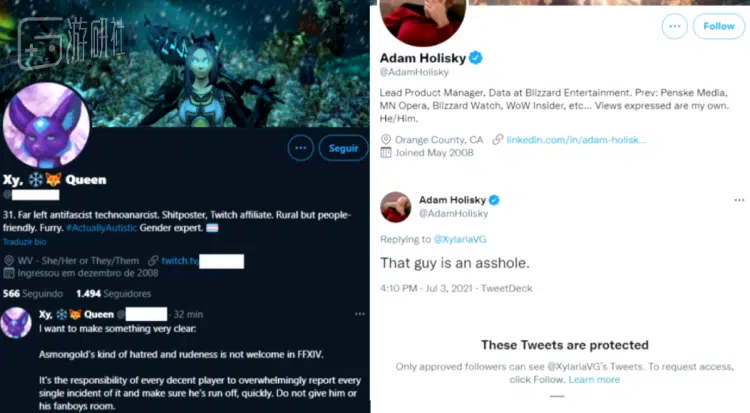 游研社
Seguir
Xy, ❄️🦊 Queen
@
31. Far left antifascist technoanarcist. Shitposter, Twitch affiliate. Rural but people-
friendly. Furry. #ActuallyAutistic Gender expert.
Traduzir bio
WV - She/Her or They/Them twitch.tv
Ingressou em dezembro de 2008
566 Seguindo 1.494 Seguidores
Xy, ❄️🦊 Queen @ · 32 min
I want to make something very clear:
Asmongold's kind of hatred and rudeness is not welcome in FFXIV.
It's the responsibility of every decent player to overwhelmingly report every
single incident of it and make sure he's run off, quickly. Do not give him or
his fanboys room.
Follow
Adam Holisky
@AdamHolisky
Lead Product Manager, Data at Blizzard Entertainment. Prev: Penske Media,
MN Opera, Blizzard Watch, WoW Insider, etc... Views expressed are my own.
He/Him.
Orange County, CA linkedin.com/in/adam-holisk...
Joined May 2008
Adam Holisky
@AdamHolisky
Replying to @XylariaVG
That guy is an asshole.
4:10 PM · Jul 3, 2021 · TweetDeck
These Tweets are protected
Only approved followers can see @XylariaVG's Tweets. To request access,
click Follow. Learn more